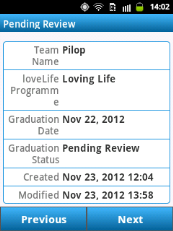 14:02
Pending Review
Team Pilop
Name
loveLife Loving Life
Programm
e
Graduation Nov 22, 2012
Date
Graduation Pending Review
Status
Created Nov 23, 2012 12:04
Modified Nov 23, 2012 13:58
Previous Next